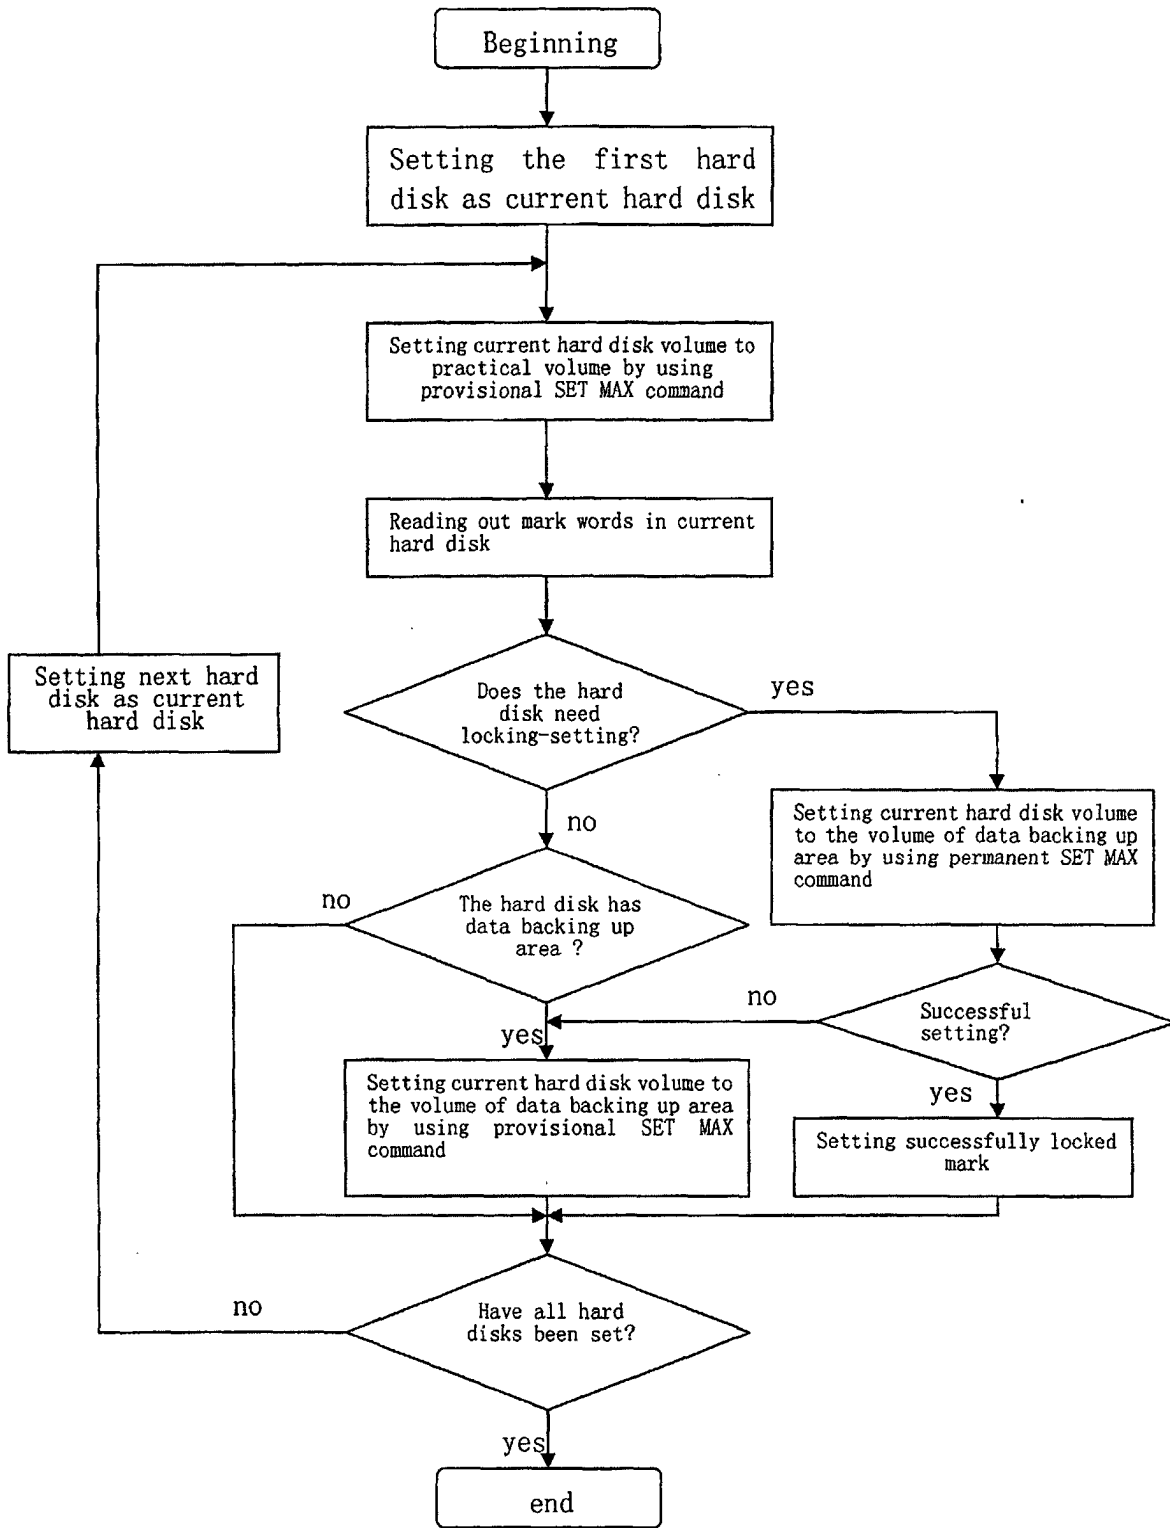 Beginning
Setting the first hard
disk as current hard disk
Setting current hard disk volume to
practical volume by using
provisional SET MAX command
Reading out mark words in current
hard disk
Setting next hard
disk as current
hard disk
Does the hard
disk need
locking-setting?
yes
no
Setting current hard disk volume
to the volume of data backing up
area by using permanent SET MAX
command
no
The hard disk has
data backing up
area ?
no
Successful
setting?
yes
yes
Setting current hard disk volume to
the volume of data backing up area
by using provisional SET MAX
command
Setting successfully locked
mark
no
Have all hard
disks been set?
yes
end